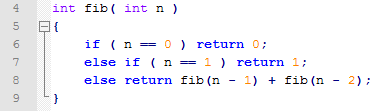 4 int fib( int n )
5 {
6 if ( n == 0 ) return 0;
7 else if ( n == 1 ) return 1;
8 else return fib(n - 1) + fib(n - 2);
9 }